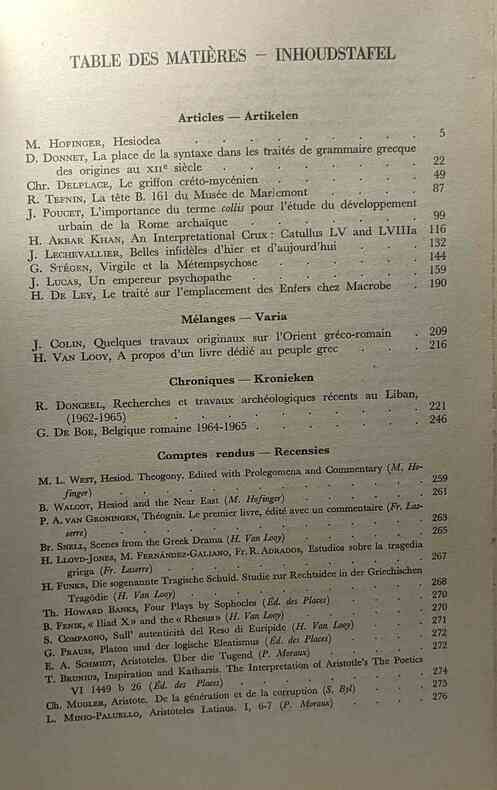 TABLE DES MATIÈRES — INHOUDSTAFEL
Articles — Artikelen
M. Hofinger, Hesiodea . . . . . . . . 5
D. Donnet, La place de la syntaxe dans les traités de grammaire grecque
des origines au XIIe siècle . . . . . . 22
Chr. Delplace, Le griffon créto-mycénien . . . . . 49
R. Tefnin, La tête B. 161 du Musée de Mariemont . . . . 87
J. Poucet, L'importance du terme collis pour l'étude du développement
urbain de la Rome archaïque . . . . . . 99
H. Akbar Khan, An Interpretational Crux : Catullus LV and LVIIIa 116
J. Lechevallier, Belles infidèles d'hier et d'aujourd'hui . . . 132
G. Stégen, Virgile et la Métempsychose . . . . . 144
J. Lucas, Un empereur psychopathe . . . . . 159
H. De Ley, Le traité sur l'emplacement des Enfers chez Macrobe . 190
Mélanges — Varia
J. Colin, Quelques travaux originaux sur l'Orient gréco-romain . 209
H. Van Looy, A propos d'un livre dédié au peuple grec . . . 216
Chroniques — Kronieken
R. Donceel, Recherches et travaux archéologiques récents au Liban,
(1962-1965) . . . . . . . . 221
G. De Boe, Belgique romaine 1964-1965 . . . . . . 246
Comptes rendus — Recensies
M. L. West, Hesiod. Theogony. Edited with Prolegomena and Commentary (M. Ho-
finger) . . . . . . . . 259
B. Walcot, Hesiod and the Near East (M. Hofinger) . . . . 261
P. A. van Groningen, Théognis. Le premier livre, édité avec un commentaire (Fr. Las-
serre) . . . . . . . . 263
Br. Snell, Scenes from the Greek Drama (H. Van Looy) . . . . 265
H. Lloyd-Jones, M. Fernández-Galiano, Fr. R. Adrados, Estudios sobre la tragedia
griega (Fr. Lasserre) . . . . . . . 267
H. Funke, Die sogenannte Tragische Schuld. Studie zur Rechtsidee in der Griechischen
Tragödie (H. Van Looy) . . . . . . 268
Th. Howard Banks, Four Plays by Sophocles (Éd. des Places) . . . 270
B. Fenik, « Iliad X » and the « Rhesus » (H. Van Looy) . . . . 270
S. Compagno, Sull' autenticità del Reso di Euripide (H. Van Looy) . . . 271
G. Prauss, Platon und der logische Eleatismus (Éd. des Places) . . . 272
E. A. Schmidt, Aristoteles. Über die Tugend (P. Moraux) . . . . 272
T. Brunius, Inspiration and Katharsis. The Interpretation of Aristotle's The Poetics
VI 1449 b 26 (Éd. des Places) . . . . . . 274
Ch. Mugler, Aristote. De la génération et de la corruption (S. Byl) . . . 275
L. Minio-Paluello, Aristoteles Latinus. I, 6-7 (P. Moraux) . . . . 276